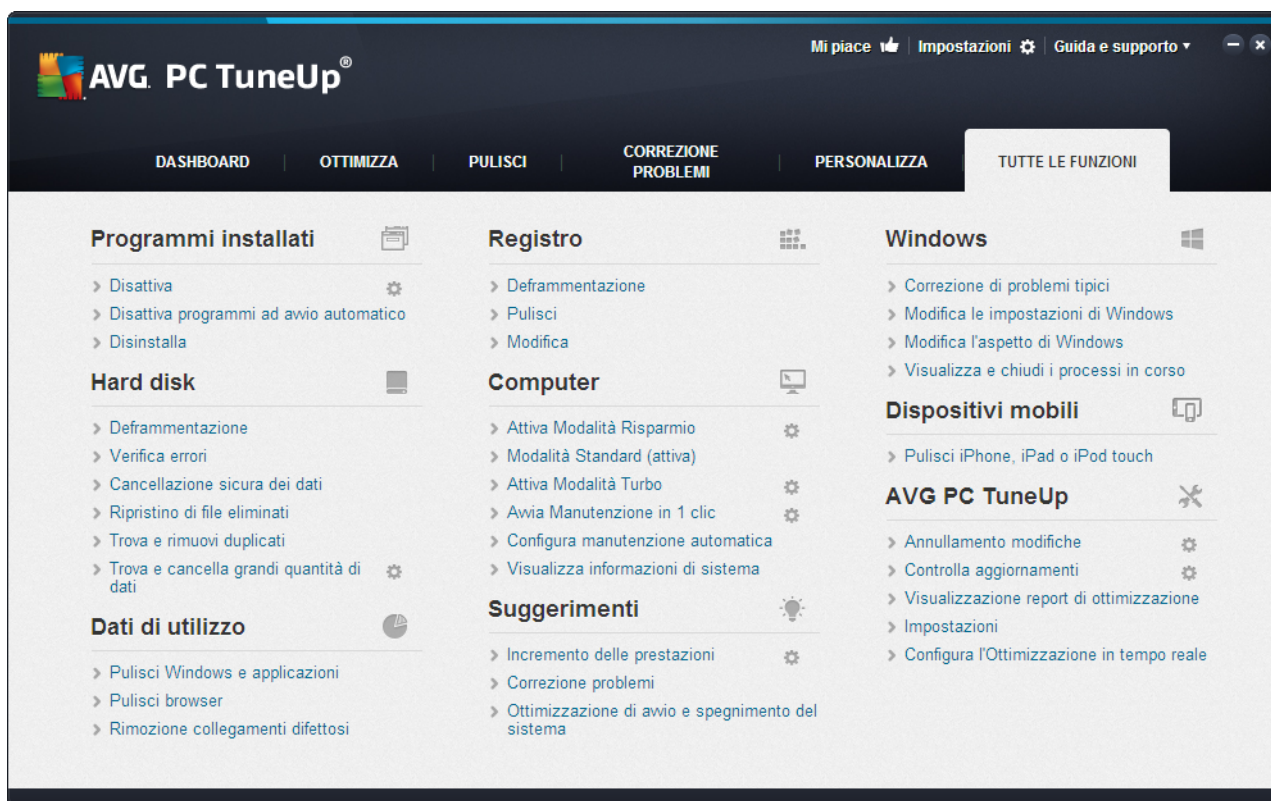 Mi piace
Impostazioni
Guida e supporto
AVG. PC TuneUp®
DASHBOARD
OTTIMIZZA
PULISCI
CORREZIONE
PROBLEMI
PERSONALIZZA
TUTTE LE FUNZIONI
Programmi installati
Disattiva
Disattiva programmi ad avvio automatico
Disinstalla
Hard disk
Deframmentazione
Verifica errori
Cancellazione sicura dei dati
Ripristino di file eliminati
Trova e rimuovi duplicati
Trova e cancella grandi quantità di
dati
Dati di utilizzo
Pulisci Windows e applicazioni
Pulisci browser
Rimozione collegamenti difettosi
Registro
Deframmentazione
Pulisci
Modifica
Computer
Attiva Modalità Risparmio
Modalità Standard (attiva)
Attiva Modalità Turbo
Avvia Manutenzione in 1 clic
Configura manutenzione automatica
Visualizza informazioni di sistema
Suggerimenti
Incremento delle prestazioni
Correzione problemi
Ottimizzazione di avvio e spegnimento del
sistema
Windows
Correzione di problemi tipici
Modifica le impostazioni di Windows
Modifica l'aspetto di Windows
Visualizza e chiudi i processi in corso
Dispositivi mobili
Pulisci iPhone, iPad o iPod touch
AVG PC TuneUp
Annullamento modifiche
Controlla aggiornamenti
Visualizzazione report di ottimizzazione
Impostazioni
Configura l'Ottimizzazione in tempo reale